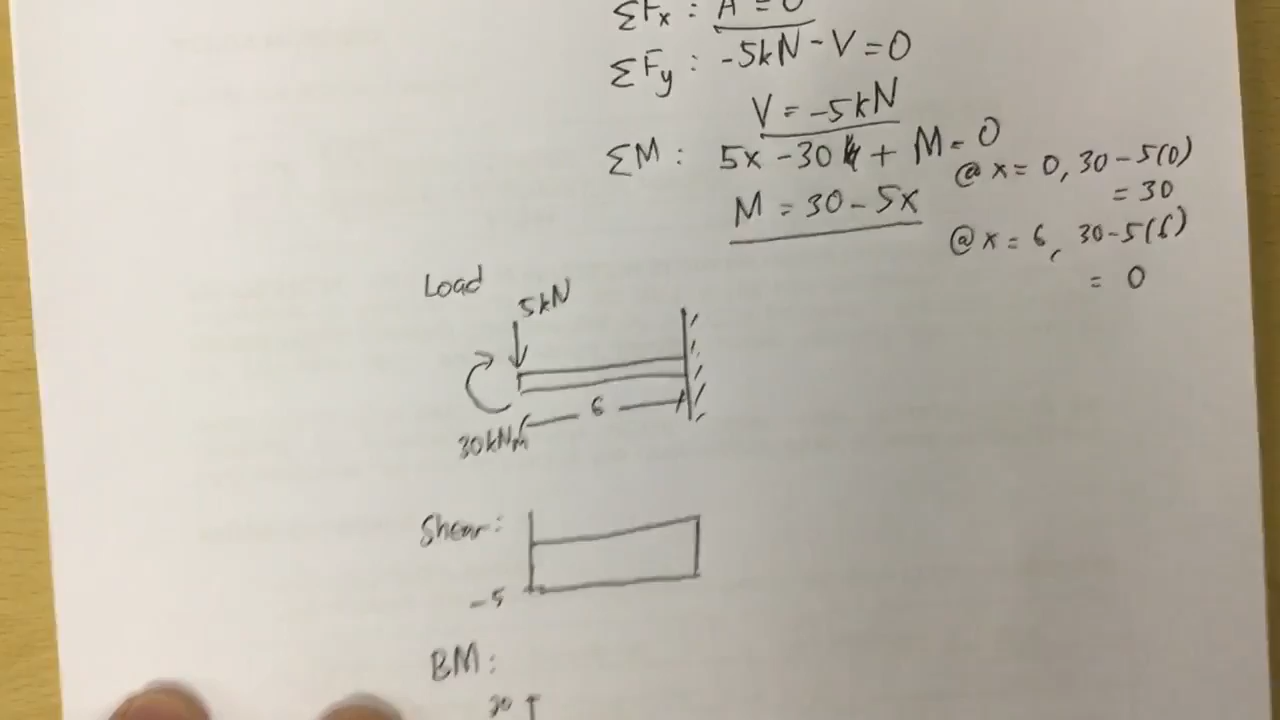 ΣFx : A = 0
ΣFy : -5kN - V = 0
V = -5kN
ΣM : 5x - 30 + M = 0
M = 30 - 5x
@ x = 0, 30 - 5(0)
= 30
@ x = 6, 30 - 5(6)
= 0
Load
5kN
6
30kNm
Shear:
-5
BM:
30